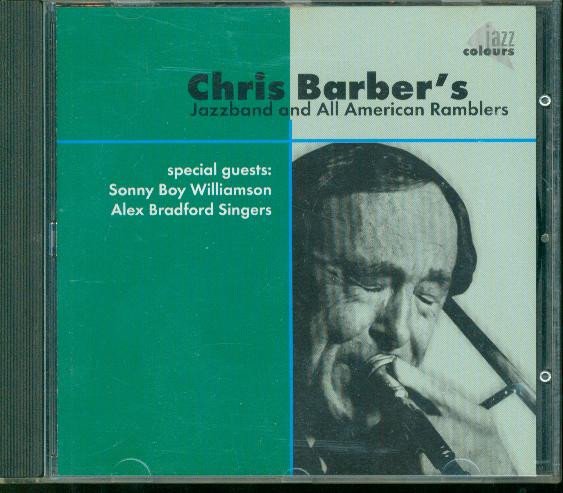 jazz
colours
Chris Barber's
Jazzband and All American Ramblers
special guests:
Sonny Boy Williamson
Alex Bradford Singers